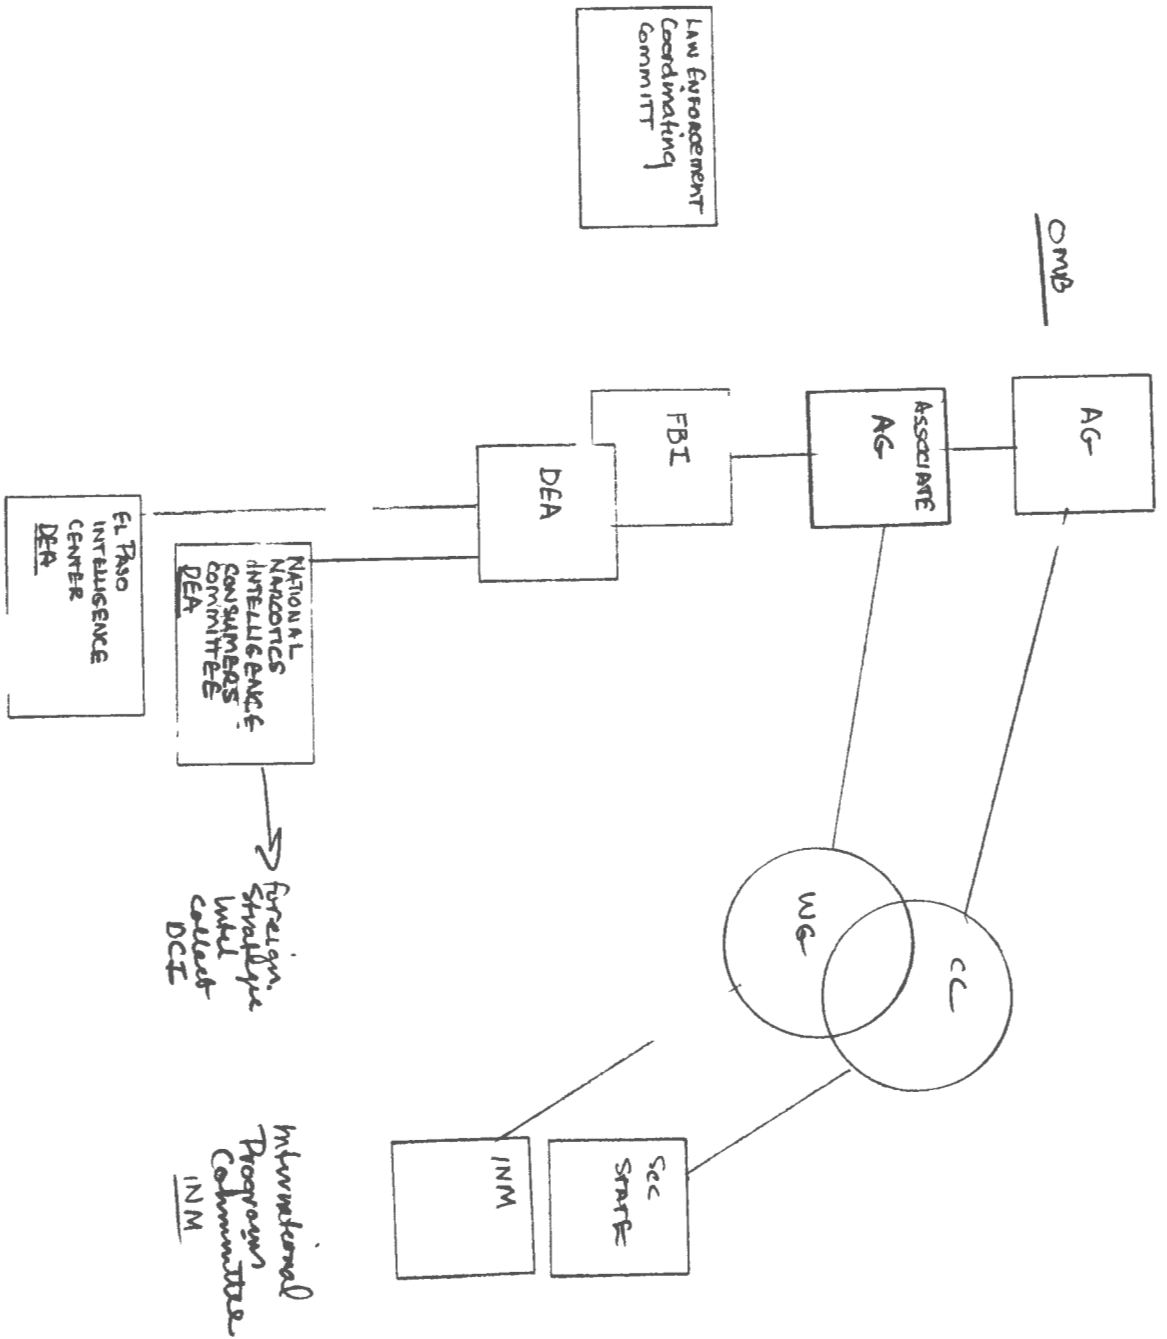 OMB
AG
ASSOCIATE
AG
CC
WG
FBI
DEA
LAW ENFORCEMENT
Coordinating
COMMITT
Sec
STATE
INM
NATIONAL
NARCOTICS
INTELLIGENCE
CONSUMERS
COMMITTEE
DEA
EL PASO
INTELLIGENCE
CENTER
DEA
foreign
Strategic
Intel
collect
DCI
International
Program
Committee
INM